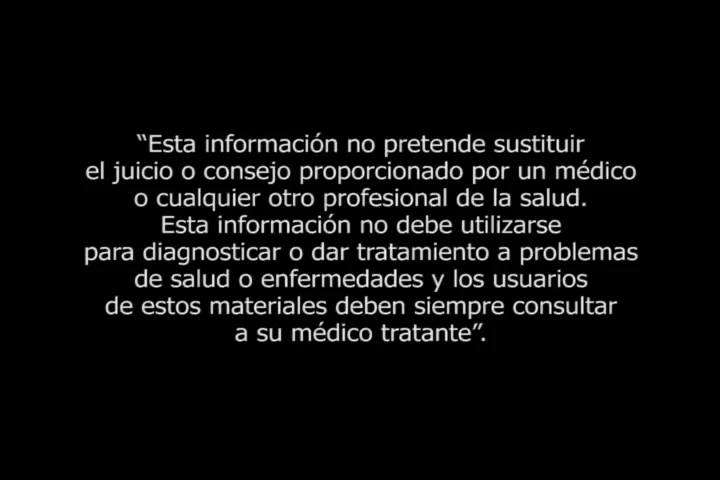 “Esta información no pretende sustituir
el juicio o consejo proporcionado por un médico
o cualquier otro profesional de la salud.
Esta información no debe utilizarse
para diagnosticar o dar tratamiento a problemas
de salud o enfermedades y los usuarios
de estos materiales deben siempre consultar
a su médico tratante”.